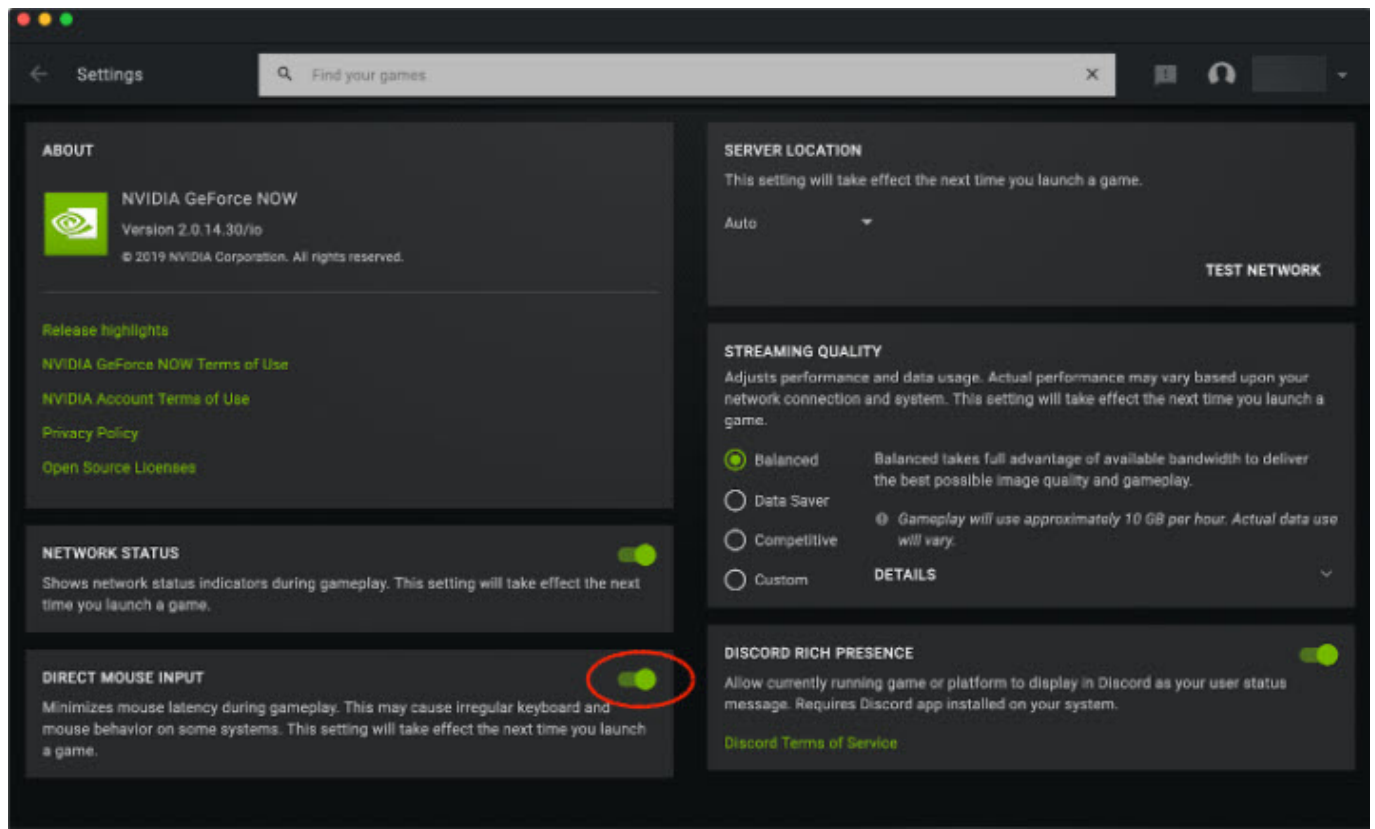 Settings
Find your games
ABOUT
NVIDIA GeForce NOW
Version 2.0.14.30/io
© 2019 NVIDIA Corporation. All rights reserved.
Release highlights
NVIDIA GeForce NOW Terms of Use
NVIDIA Account Terms of Use
Privacy Policy
Open Source Licenses
NETWORK STATUS
Shows network status indicators during gameplay. This setting will take effect the next
time you launch a game.
DIRECT MOUSE INPUT
Minimizes mouse latency during gameplay. This may cause irregular keyboard and
mouse behavior on some systems. This setting will take effect the next time you launch
a game.
SERVER LOCATION
This setting will take effect the next time you launch a game.
Auto
TEST NETWORK
STREAMING QUALITY
Adjusts performance and data usage. Actual performance may vary based upon your
network connection and system. This setting will take effect the next time you launch a
game.
Balanced
Data Saver
Competitive
Custom
Balanced takes full advantage of available bandwidth to deliver
the best possible image quality and gameplay.
Gameplay will use approximately 10 GB per hour. Actual data use
will vary.
DETAILS
DISCORD RICH PRESENCE
Allow currently running game or platform to display in Discord as your user status
message. Requires Discord app installed on your system.
Discord Terms of Service